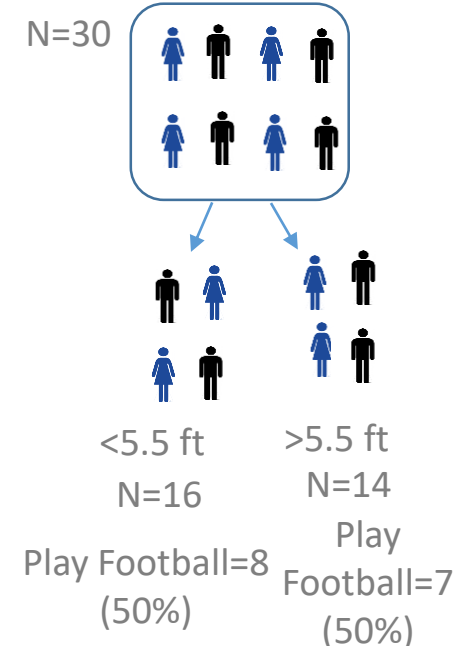 N=30
<5.5 ft
N=16
Play Football=8
(50%)
>5.5 ft
N=14
Play
Football=7
(50%)